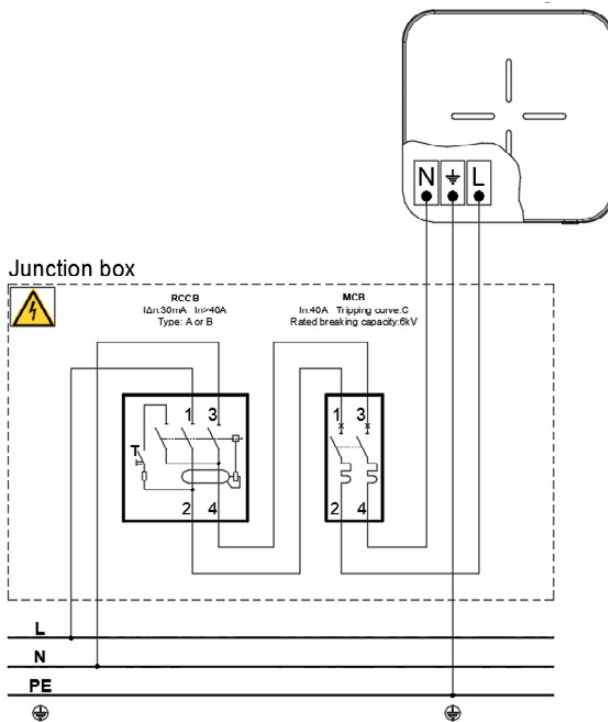 N L
Junction box
RCCB
IΔn:30mA In>40A
Type: A or B
MCB
In:40A Tripping curve:C
Rated breaking capacity:6kV
1 3
T
2 4
1 3
2 4
L
N
PE